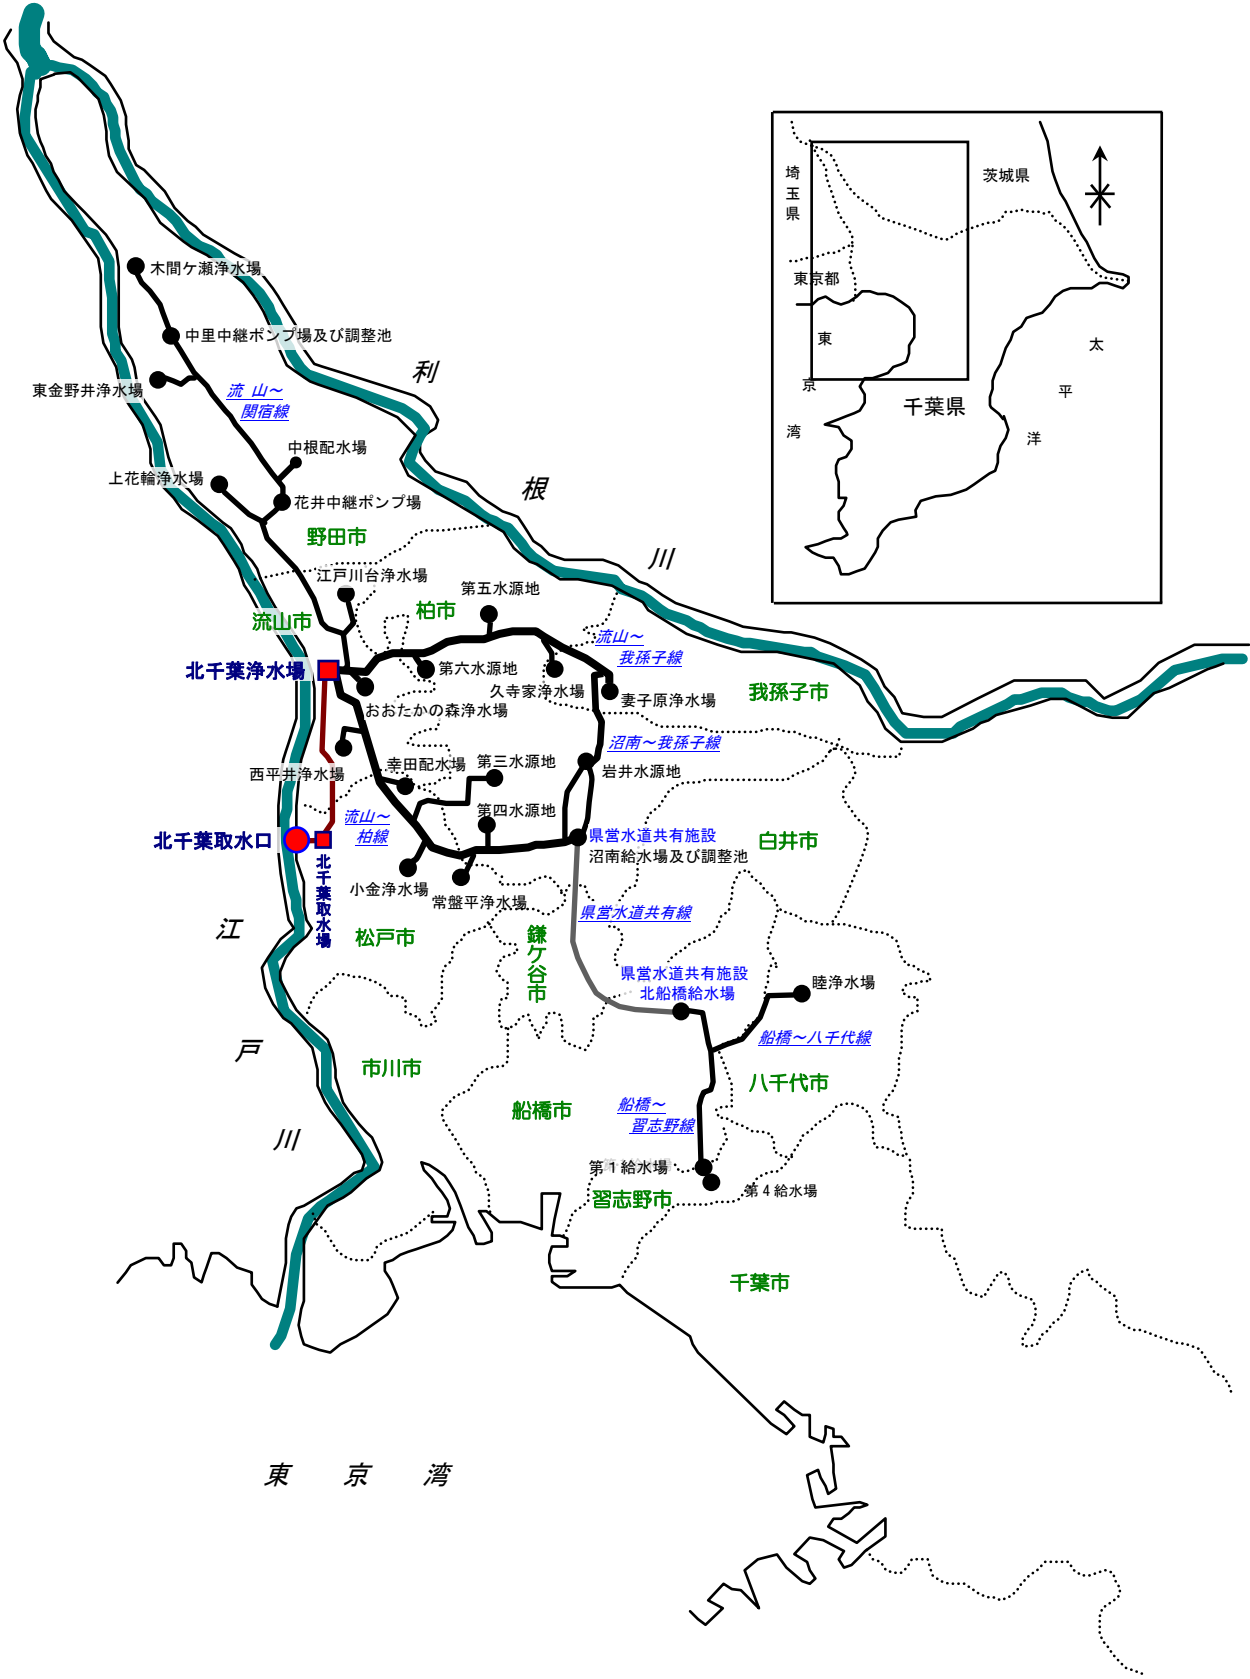 埼玉県
茨城県
東京都
東京湾
千葉県
太平洋
木間ケ瀬浄水場
中里中継ポンプ場及び調整池
東金野井浄水場
流 山～
関宿線
利根川
中根配水場
上花輪浄水場
花井中継ポンプ場
野田市
江戸川台浄水場
第五水源地
柏市
流山市
流山～
我孫子線
北千葉浄水場
第六水源地
久寺家浄水場
妻子原浄水場
我孫子市
おおたかの森浄水場
沼南～我孫子線
西平井浄水場
幸田配水場
第三水源地
岩井水源地
流山～
柏線
第四水源地
北千葉取水口
県営水道共有施設
沼南給水場及び調整池
白井市
北千葉取水場
小金浄水場
常盤平浄水場
県営水道共有線
江戸川
松戸市
鎌ケ谷市
県営水道共有施設
北船橋給水場
睦浄水場
船橋～八千代線
市川市
八千代市
船橋市
船橋～
習志野線
給水場
第４給水場
習志野市
千葉市
東京湾